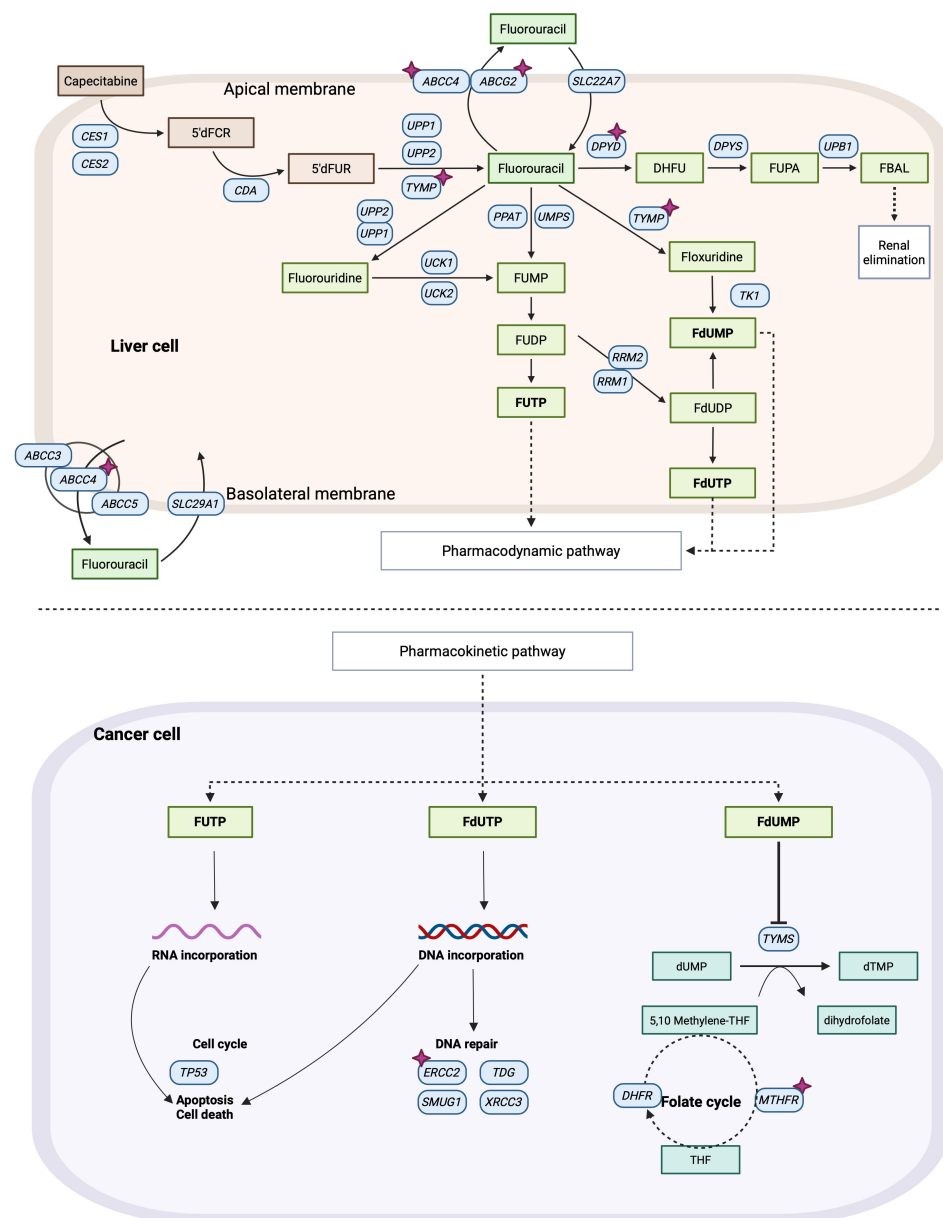 Fluorouracil
Capecitabine
Apical membrane
ABCC4
ABCG2
SLC22A7
CES1
CES2
5'dFCR
CDA
5'dFUR
UPP1
UPP2
TYMP
Fluorouracil
DPYD
DHFU
DPYS
FUPA
UPB1
FBAL
Renal
elimination
UPP2
UPP1
PPAT
UMPS
TYMP
Floxuridine
Fluorouridine
UCK1
UCK2
FUMP
TK1
FUDP
FdUMP
Liver cell
RRM2
RRM1
FUTP
FdUDP
ABCC3
ABCC4
ABCC5
SLC29A1
Basolateral membrane
FdUTP
Fluorouracil
Pharmacodynamic pathway
Pharmacokinetic pathway
Cancer cell
FUTP
FdUTP
FdUMP
RNA incorporation
DNA incorporation
TYMS
dUMP
dTMP
5,10 Methylene-THF
dihydrofolate
Cell cycle
TP53
Apoptosis
Cell death
DNA repair
ERCC2
TDG
SMUG1
XRCC3
DHFR
Folate cycle
MTHFR
THF